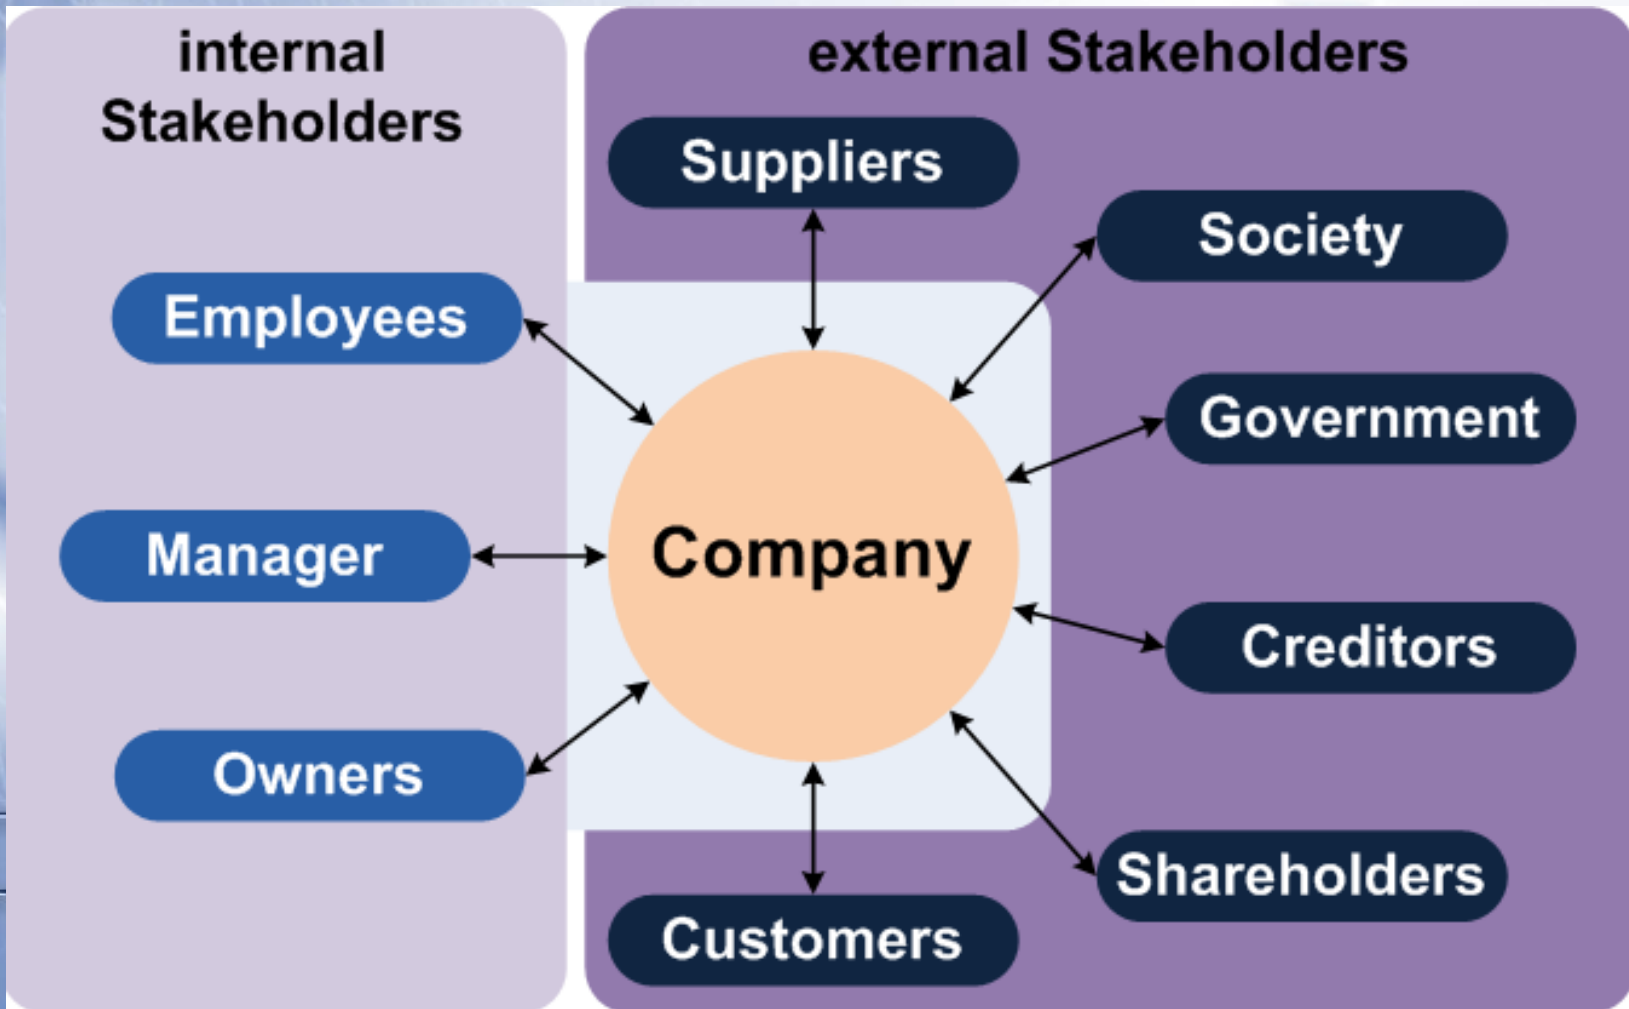 internal
Stakeholders
Employees
Manager
Owners
external Stakeholders
Suppliers
Society
Government
Company
Creditors
Shareholders
Customers